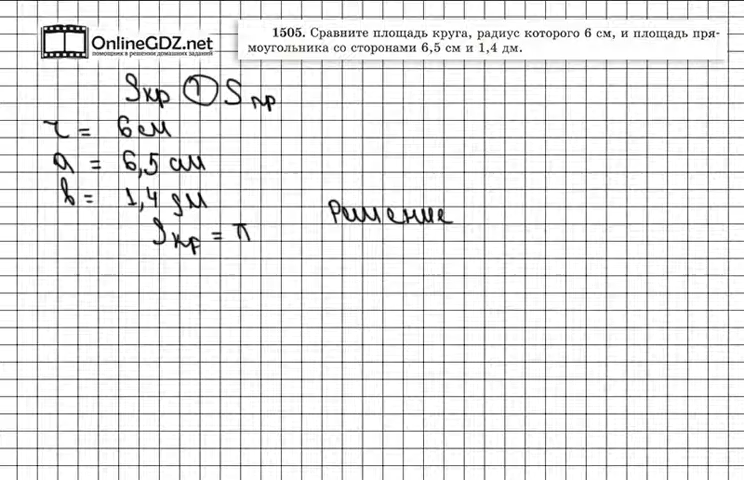 OnlineGDZ.net
помощник в решении домашних заданий
1505. Сравните площадь круга, радиус которого 6 см, и площадь пря-
моугольника со сторонами 6,5 см и 1,4 дм.
Sкр ? Sпр
r = 6 см
a = 6,5 см
b = 1,4 дм
Решение
Sкр = π